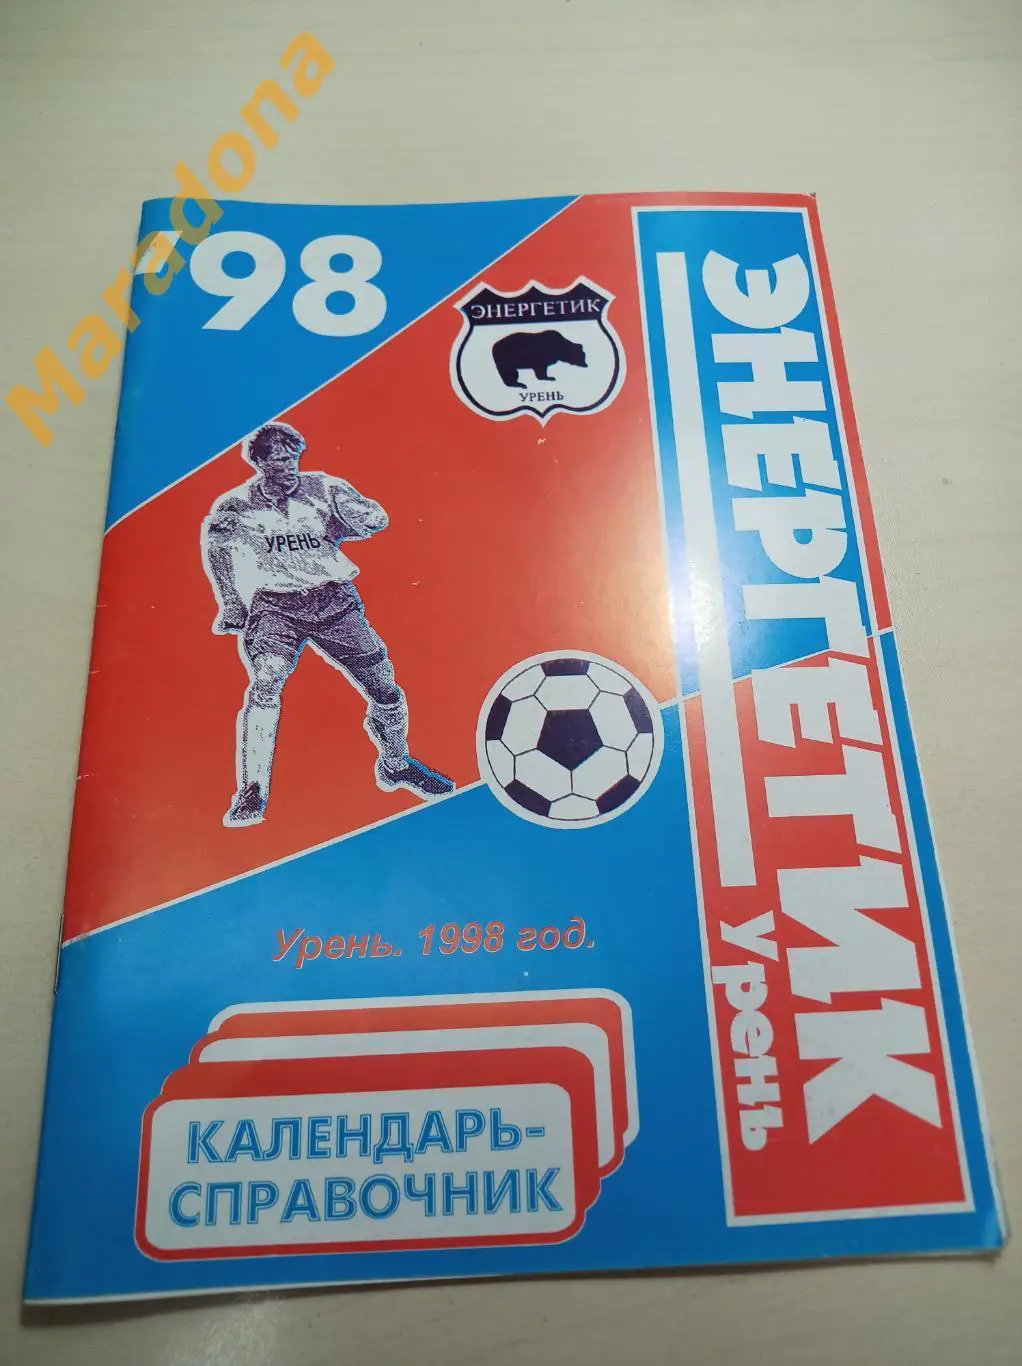 Maradona
'98
ЭНЕРГЕТИК
УРЕНЬ
УРЕНЬ
ЭНЕРГЕТИК
Урень
Урень. 1998 год.
КАЛЕНДАРЬ-
СПРАВОЧНИК